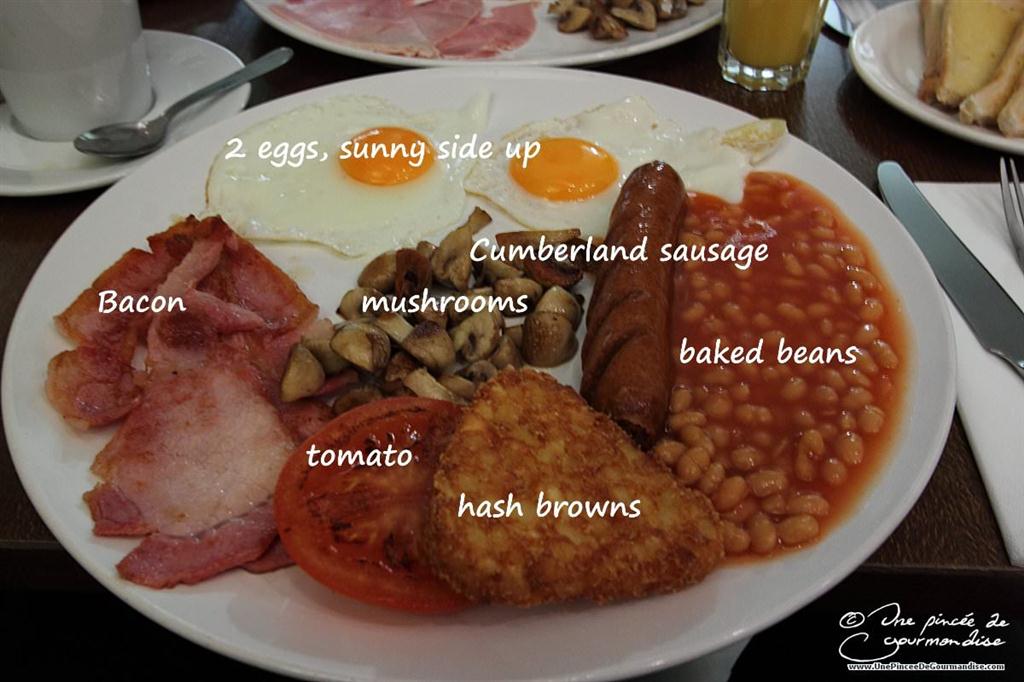 2 eggs, sunny side up
Cumberland sausage
Bacon
mushrooms
baked beans
tomato
hash browns
© Une pincée de
Gourmandise
www.UnePinceeDeGourmandise.com